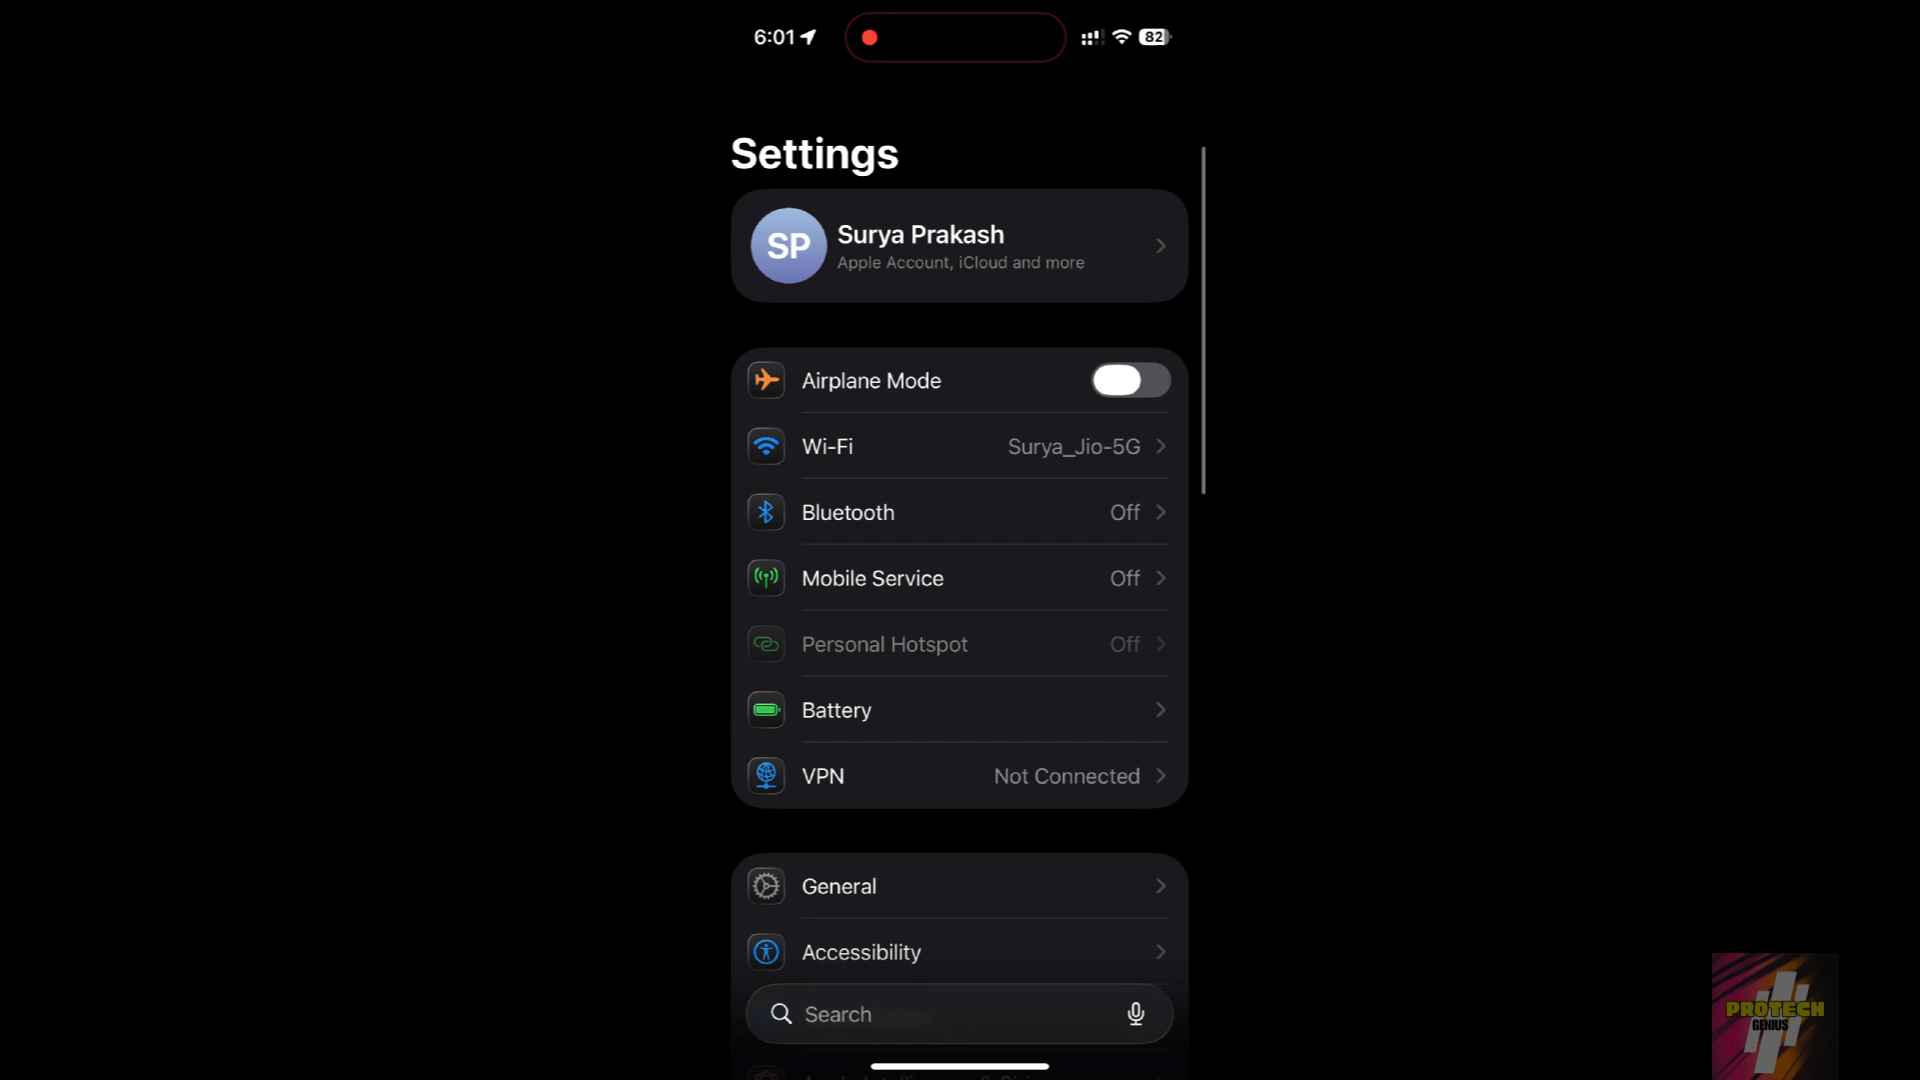 6:01
82
Settings
SP
Surya Prakash
Apple Account, iCloud and more
Airplane Mode
Wi-Fi Surya_Jio-5G
Bluetooth Off
Mobile Service Off
Personal Hotspot Off
Battery
VPN Not Connected
General
Accessibility
Search
PROTECH
GENIUS